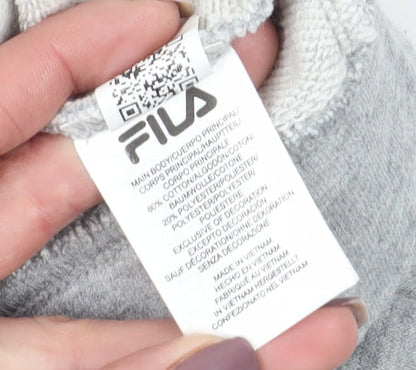 FILA
MAIN BODY/CUERPO PRINCIPAL
CORPS PRINCIPAL/HAUPTTEIL/
CORPO PRINCIPALE
80% COTTON/ALGODÓN/COTON/
BAUMWOLLE/COTONE
20% POLYESTER/POLIÉSTER/
POLYESTER/POLYESTER/
POLIESTERE
EXCLUSIVE OF DECORATION
EXCEPTO DECORACIÓN
SAUF DÉCORATION/OHNE DEKORATION
SENZA DECORAZIONE
MADE IN VIETNAM
HECHO EN VIETNAM
FABRIQUÉ AU VIETNAM
IN VIETNAM HERGESTELLT
CONFEZIONATO NEL VIETNAM